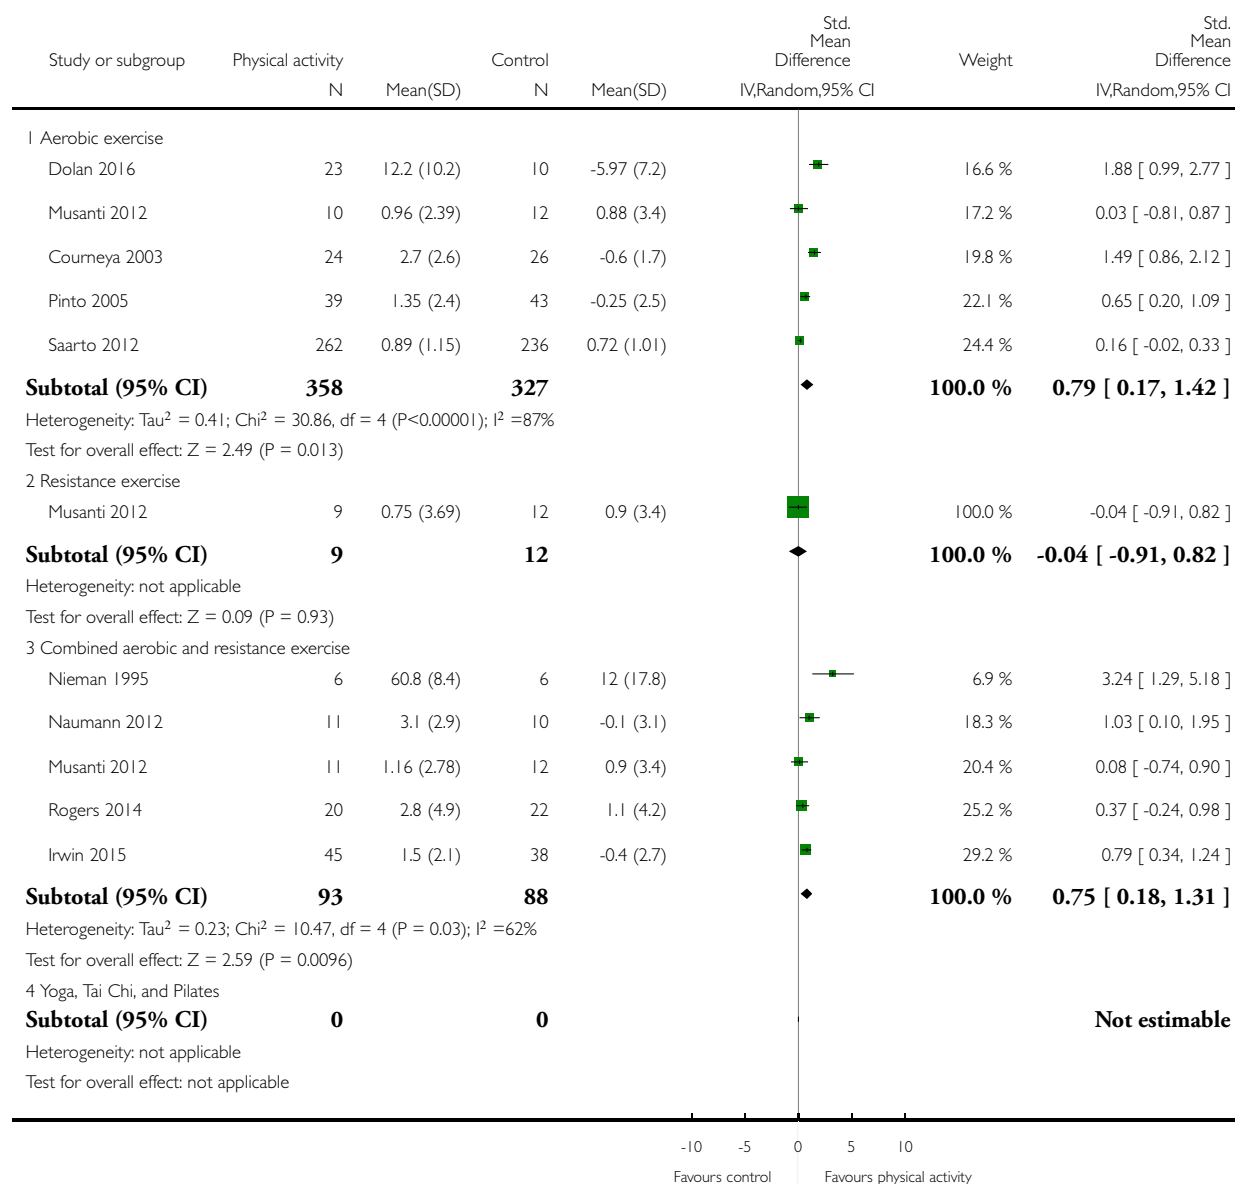 Study or subgroup Physical activity Control Std. Mean Difference Weight Std. Mean Difference
N Mean(SD) N Mean(SD) IV,Random,95% CI IV,Random,95% CI
1 Aerobic exercise
Dolan 2016 23 12.2 (10.2) 10 -5.97 (7.2) 16.6 % 1.88 [ 0.99, 2.77 ]
Musanti 2012 10 0.96 (2.39) 12 0.88 (3.4) 17.2 % 0.03 [ -0.81, 0.87 ]
Courneya 2003 24 2.7 (2.6) 26 -0.6 (1.7) 19.8 % 1.49 [ 0.86, 2.12 ]
Pinto 2005 39 1.35 (2.4) 43 -0.25 (2.5) 22.1 % 0.65 [ 0.20, 1.09 ]
Saarto 2012 262 0.89 (1.15) 236 0.72 (1.01) 24.4 % 0.16 [ -0.02, 0.33 ]
Subtotal (95% CI) 358 327 100.0 % 0.79 [ 0.17, 1.42 ]
Heterogeneity: Tau² = 0.41; Chi² = 30.86, df = 4 (P<0.00001); I² =87%
Test for overall effect: Z = 2.49 (P = 0.013)
2 Resistance exercise
Musanti 2012 9 0.75 (3.69) 12 0.9 (3.4) 100.0 % -0.04 [ -0.91, 0.82 ]
Subtotal (95% CI) 9 12 100.0 % -0.04 [ -0.91, 0.82 ]
Heterogeneity: not applicable
Test for overall effect: Z = 0.09 (P = 0.93)
3 Combined aerobic and resistance exercise
Nieman 1995 6 60.8 (8.4) 6 12 (17.8) 6.9 % 3.24 [ 1.29, 5.18 ]
Naumann 2012 11 3.1 (2.9) 10 -0.1 (3.1) 18.3 % 1.03 [ 0.10, 1.95 ]
Musanti 2012 11 1.16 (2.78) 12 0.9 (3.4) 20.4 % 0.08 [ -0.74, 0.90 ]
Rogers 2014 20 2.8 (4.9) 22 1.1 (4.2) 25.2 % 0.37 [ -0.24, 0.98 ]
Irwin 2015 45 1.5 (2.1) 38 -0.4 (2.7) 29.2 % 0.79 [ 0.34, 1.24 ]
Subtotal (95% CI) 93 88 100.0 % 0.75 [ 0.18, 1.31 ]
Heterogeneity: Tau² = 0.23; Chi² = 10.47, df = 4 (P = 0.03); I² =62%
Test for overall effect: Z = 2.59 (P = 0.0096)
4 Yoga, Tai Chi, and Pilates
Subtotal (95% CI) 0 0 Not estimable
Heterogeneity: not applicable
Test for overall effect: not applicable
-10 -5 0 5 10
Favours control Favours physical activity